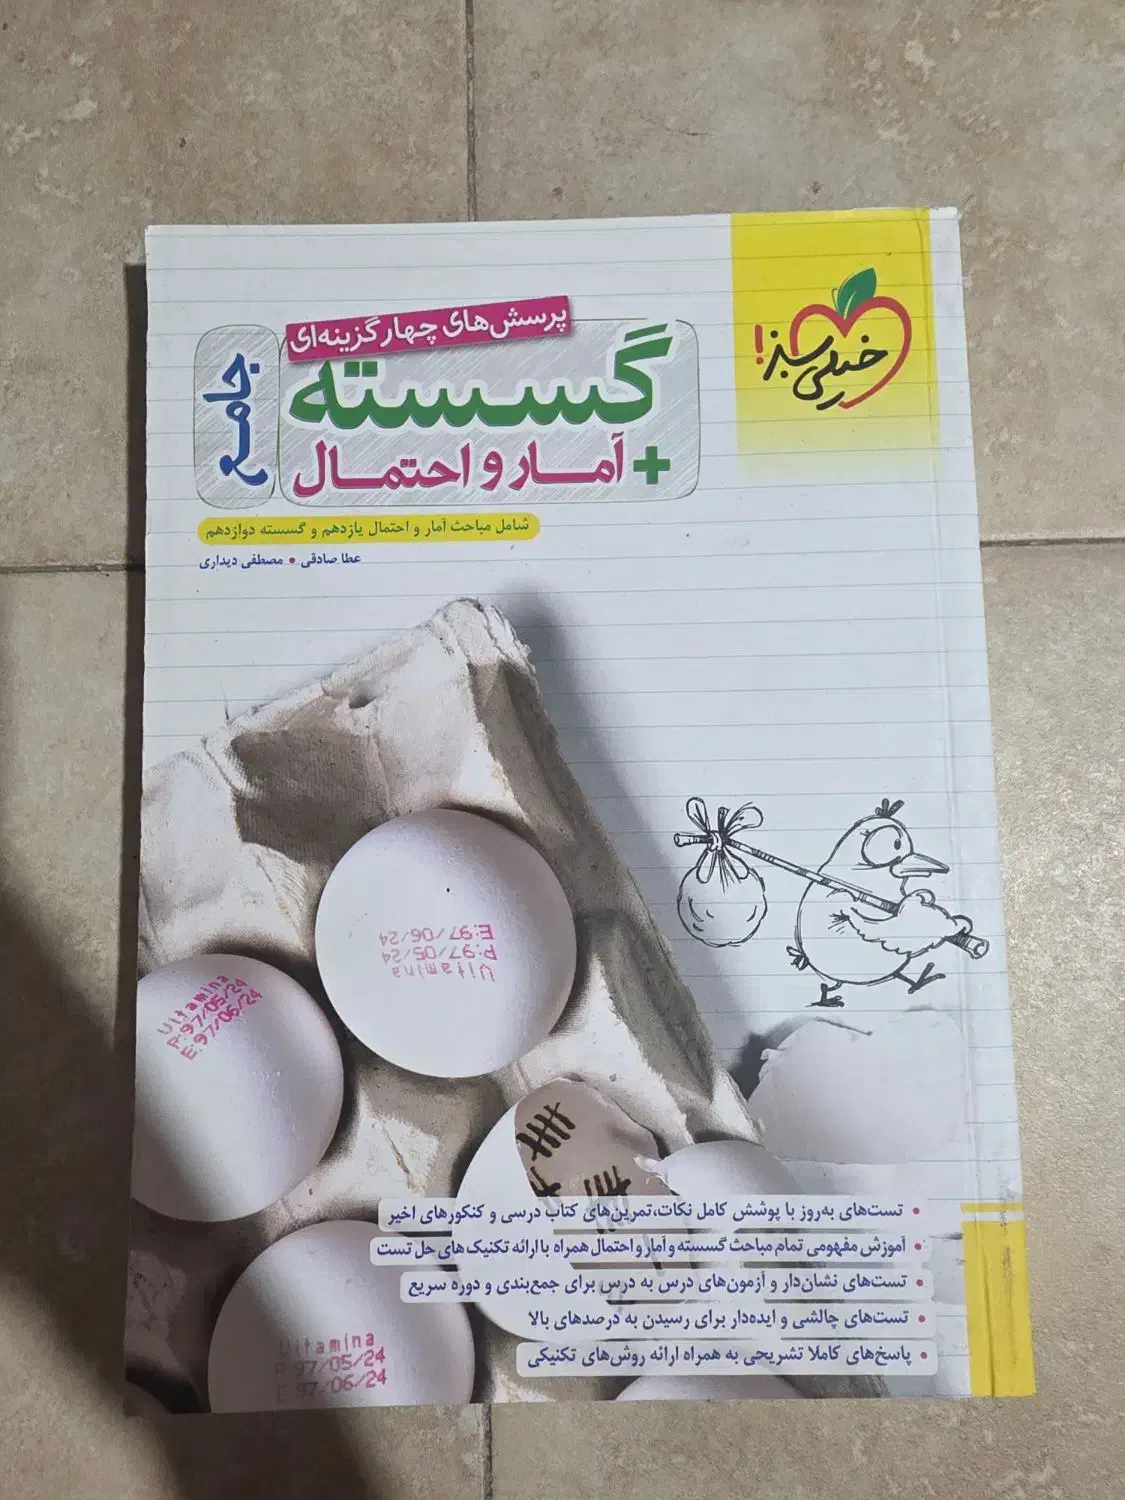 خیلی سبز!
پرسش‌های چهارگزینه‌ای
گسسته
+ آمار و احتمال
جامع
شامل مباحث آمار و احتمال یازدهم و گسسته دوازدهم
عطا صادقی • مصطفی دیداری
E:97/06/24
P:97/05/24
Vitamina
Vitamina
P:97/05/24
E:97/06/24
• تست‌های به‌روز با پوشش کامل نکات،تمرین‌های کتاب درسی و کنکورهای اخیر
• آموزش مفهومی تمام مباحث گسسته و آمار و احتمال همراه با ارائه تکنیک‌های حل تست
• تست‌های نشان‌دار و آزمون‌های درس به درس برای جمع‌بندی و دوره سریع
• تست‌های چالشی و ایده‌دار برای رسیدن به درصدهای بالا
• پاسخ‌های کاملا تشریحی به همراه ارائه روش‌های تکنیکی
Vitamina
P:97/05/24
E:97/06/24